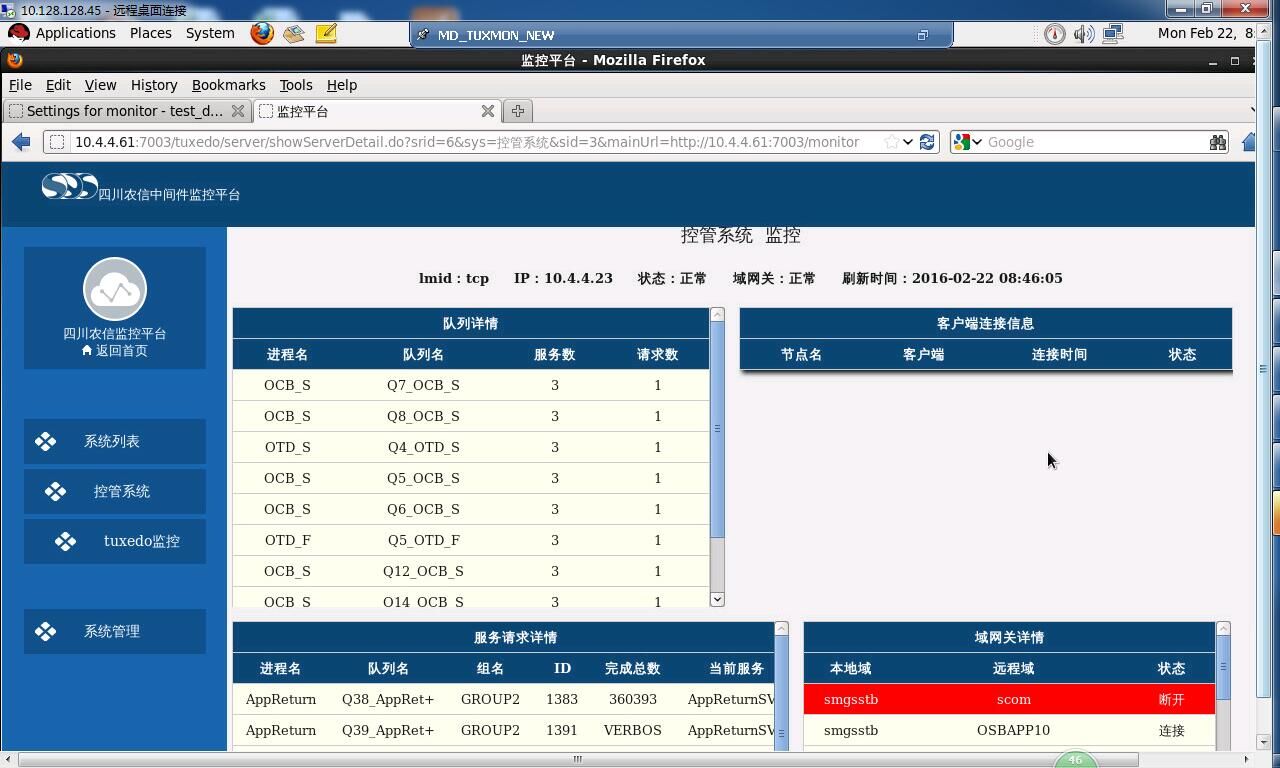 10.128.128.45 - 远程桌面连接
Applications Places System MD_TUXMON_NEW Mon Feb 22, 8:
监控平台 - Mozilla Firefox
File Edit View History Bookmarks Tools Help
Settings for monitor - test_d... 监控平台
10.4.4.61:7003/tuxedo/server/showServerDetail.do?srid=6&sys=控管系统&sid=3&mainUrl=http://10.4.4.61:7003/monitor Google
四川农信中间件监控平台
四川农信监控平台
返回首页
系统列表
控管系统
tuxedo监控
系统管理
控管系统 监控
lmid：tcp IP：10.4.4.23 状态：正常 域网关：正常 刷新时间：2016-02-22 08:46:05
队列详情
进程名 队列名 服务数 请求数
OCB_S Q7_OCB_S 3 1
OCB_S Q8_OCB_S 3 1
OTD_S Q4_OTD_S 3 1
OCB_S Q5_OCB_S 3 1
OCB_S Q6_OCB_S 3 1
OTD_F Q5_OTD_F 3 1
OCB_S Q12_OCB_S 3 1
OCB_S Q14_OCB_S 3 1
客户端连接信息
节点名 客户端 连接时间 状态
服务请求详情
进程名 队列名 组名 ID 完成总数 当前服务
AppReturn Q38_AppRet+ GROUP2 1383 360393 AppReturnSV
AppReturn Q39_AppRet+ GROUP2 1391 VERBOS AppReturnSV
域网关详情
本地域 远程域 状态
smgsstb scom 断开
smgsstb OSBAPP10 连接
46